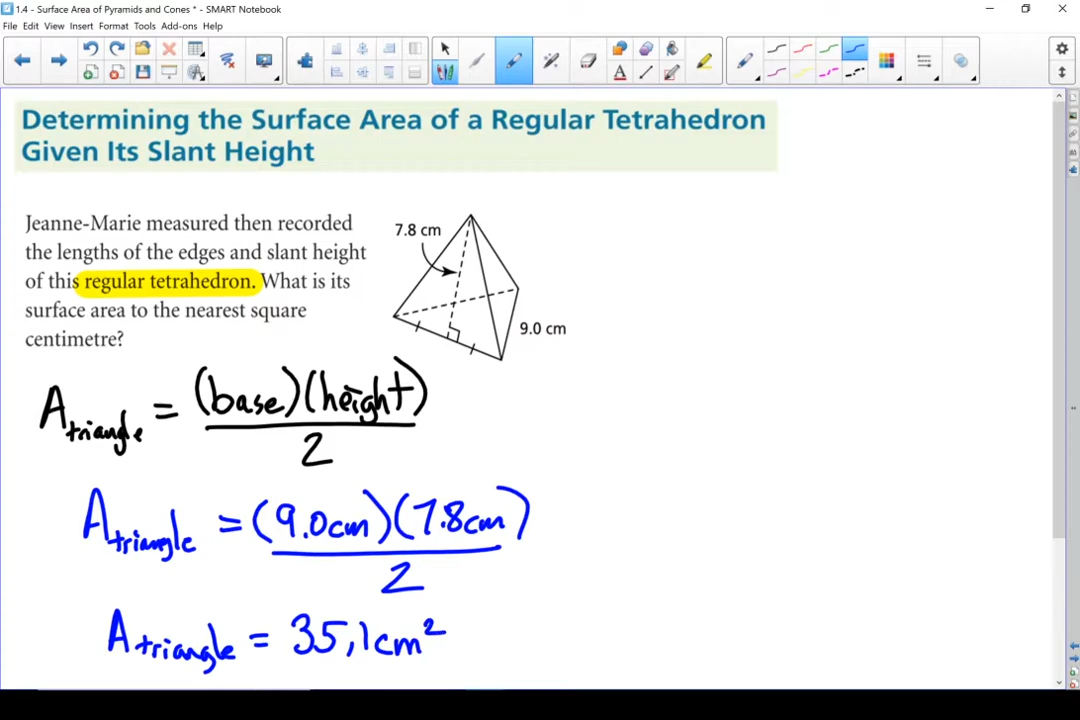 1.4 - Surface Area of Pyramids and Cones * - SMART Notebook
File Edit View Insert Format Tools Add-ons Help
Determining the Surface Area of a Regular Tetrahedron
Given Its Slant Height
Jeanne-Marie measured then recorded
the lengths of the edges and slant height
of this regular tetrahedron. What is its
surface area to the nearest square
centimetre?
7.8 cm
9.0 cm
A triangle = (base)(height)
2
A triangle = (9.0cm)(7.8cm)
2
A triangle = 35,1cm²